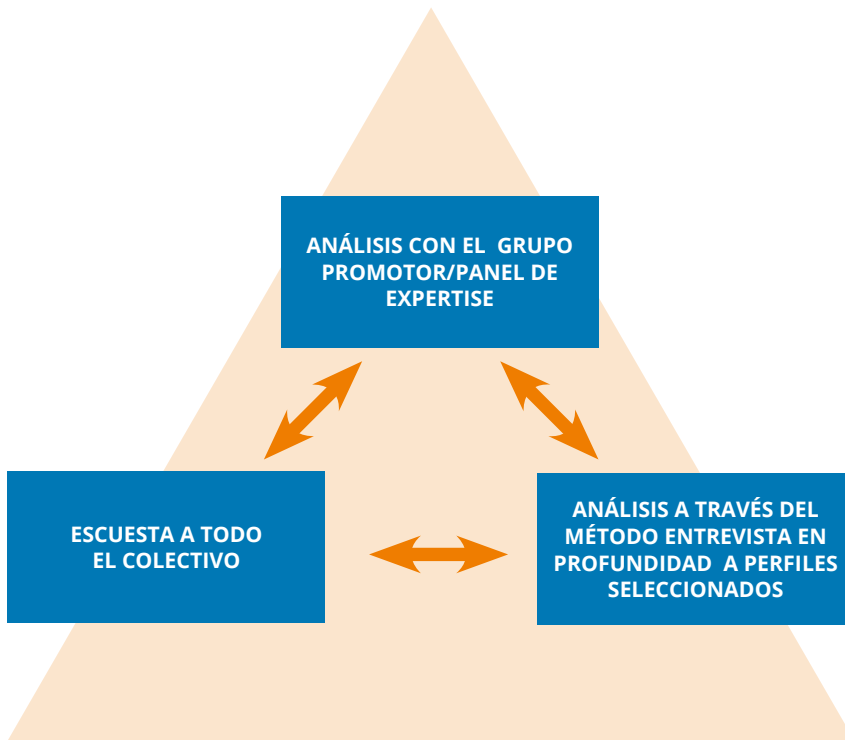 ANÁLISIS CON EL GRUPO
PROMOTOR/PANEL DE
EXPERTISE
ESCUESTA A TODO
EL COLECTIVO
ANÁLISIS A TRAVÉS DEL
MÉTODO ENTREVISTA EN
PROFUNDIDAD A PERFILES
SELECCIONADOS